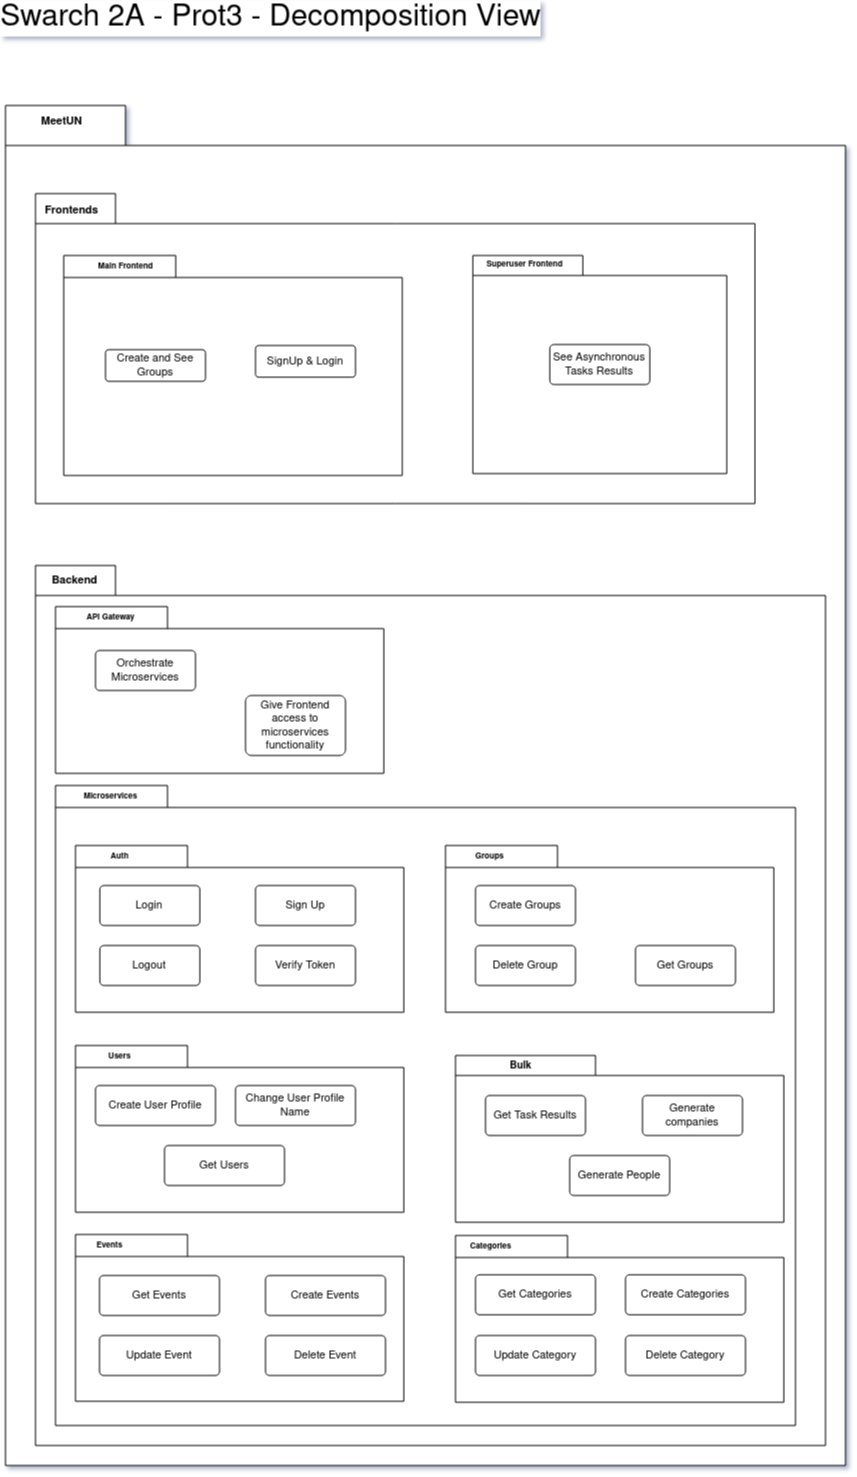 Swarch 2A - Prot3 - Decomposition View
MeetUN
Frontends
Main Frontend
Superuser Frontend
Create and See
Groups
SignUp & Login
See Asynchronous
Tasks Results
Backend
API Gateway
Orchestrate
Microservices
Give Frontend
access to
microservices
functionality
Microservices
Auth
Groups
Login
Sign Up
Create Groups
Logout
Verify Token
Delete Group
Get Groups
Users
Bulk
Create User Profile
Change User Profile
Name
Get Task Results
Generate
companies
Get Users
Generate People
Events
Categories
Get Events
Create Events
Get Categories
Create Categories
Update Event
Delete Event
Update Category
Delete Category